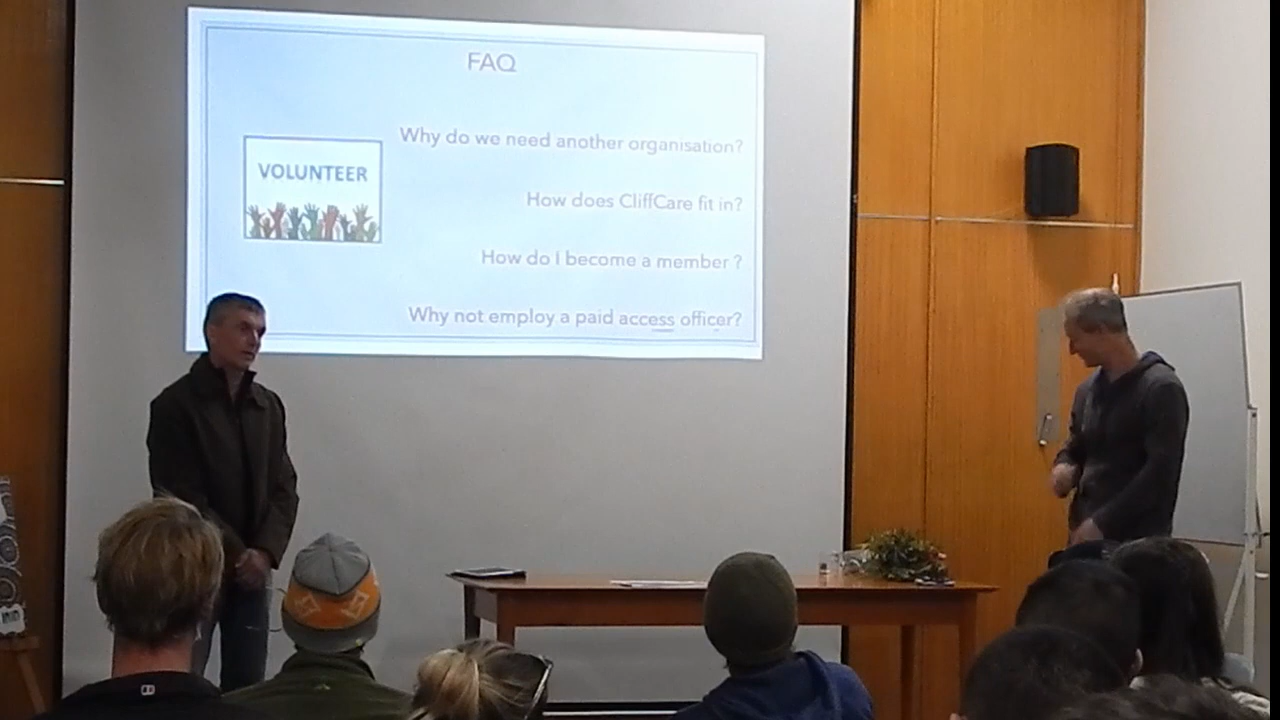 FAQ
VOLUNTEER
Why do we need another organisation?
How does CliffCare fit in?
How do I become a member ?
Why not employ a paid access officer?